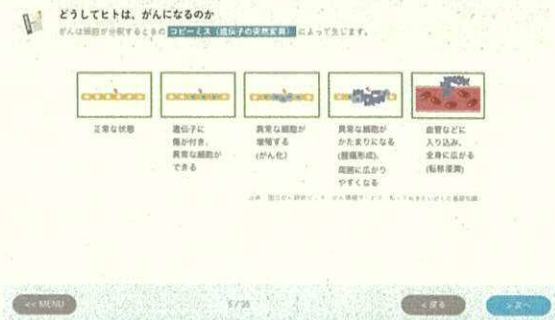 どうしてヒトは、がんになるのか
がんは細胞が分裂するときの コピーミス（遺伝子の突然変異） によって生じます。
正常な状態
遺伝子に
傷が付き、
異常な細胞が
できる
異常な細胞が
増殖する
(がん化)
異常な細胞が
かたまりになる
(腫瘍形成)、
周囲に広がり
やすくなる
血管などに
入り込み、
全身に広がる
(転移浸潤)
<< MENU
5 / 35
< 戻る
> 次へ